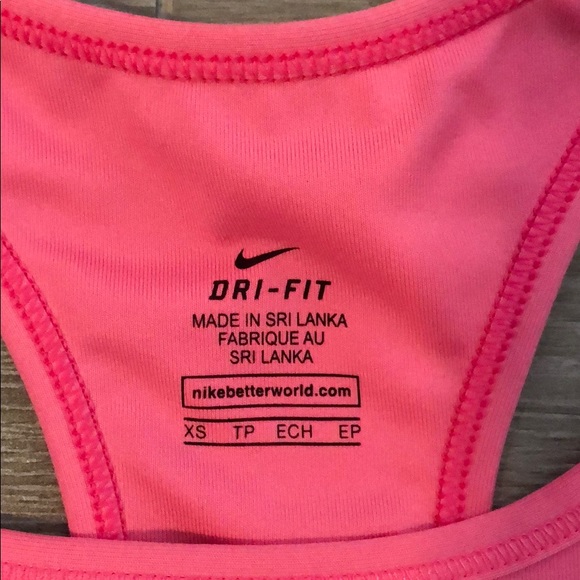 DRI-FIT
MADE IN SRI LANKA
FABRIQUE AU
SRI LANKA
nikebetterworld.com
XS TP ECH EP